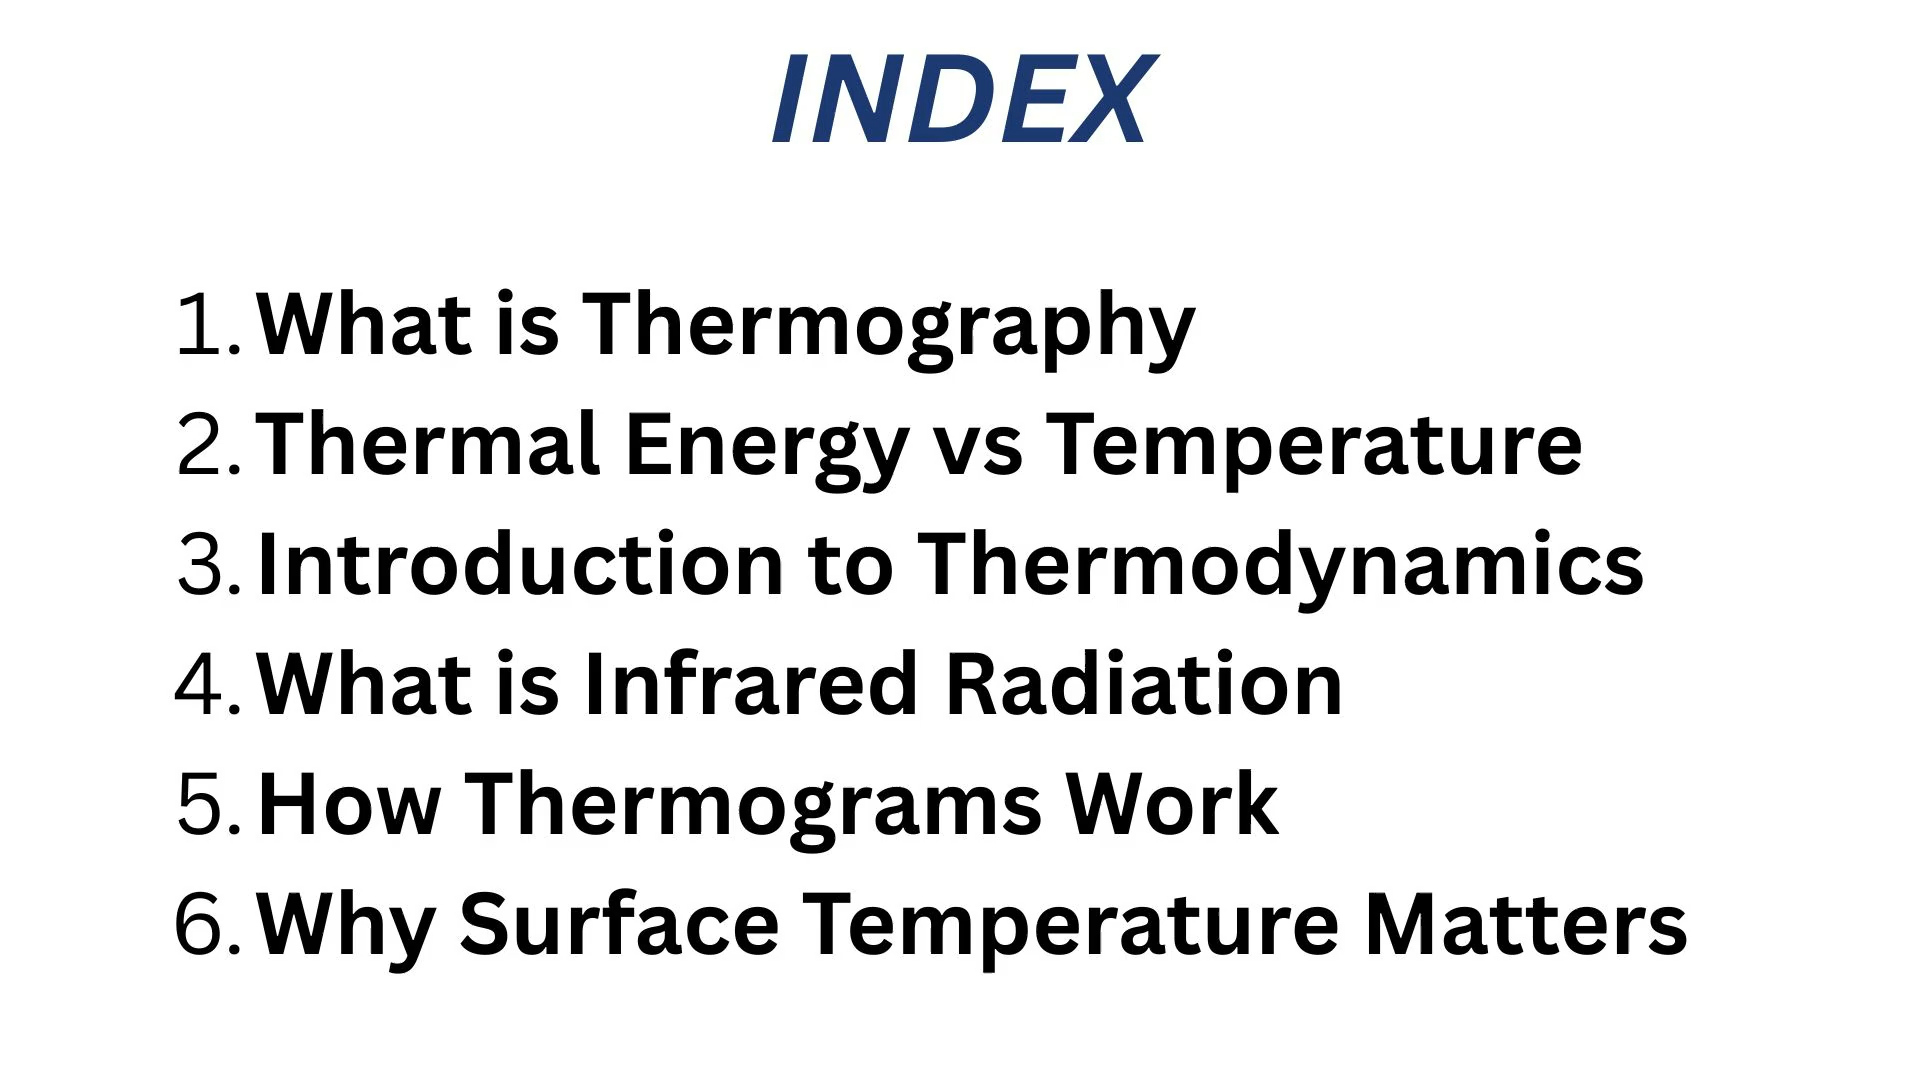 INDEX
1. What is Thermography
2. Thermal Energy vs Temperature
3. Introduction to Thermodynamics
4. What is Infrared Radiation
5. How Thermograms Work
6. Why Surface Temperature Matters